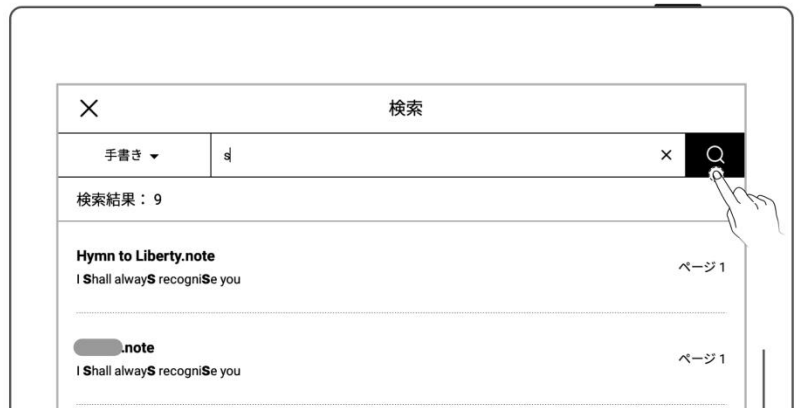 検索
手書き
s
検索結果： 9
Hymn to Liberty.note
I Shall alwayS recogniSe you
ページ 1
.note
I Shall alwayS recogniSe you
ページ 1